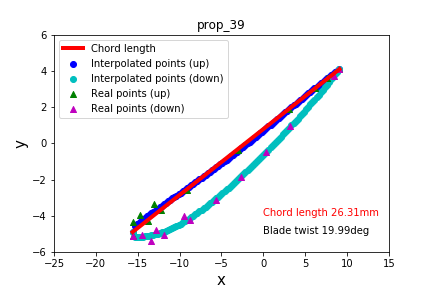 prop_39
6
4
2
0
−2
−4
−6
y
Chord length
Interpolated points (up)
Interpolated points (down)
Real points (up)
Real points (down)
Chord length 26.31mm
Blade twist 19.99deg
−25 −20 −15 −10 −5 0 5 10 15
x